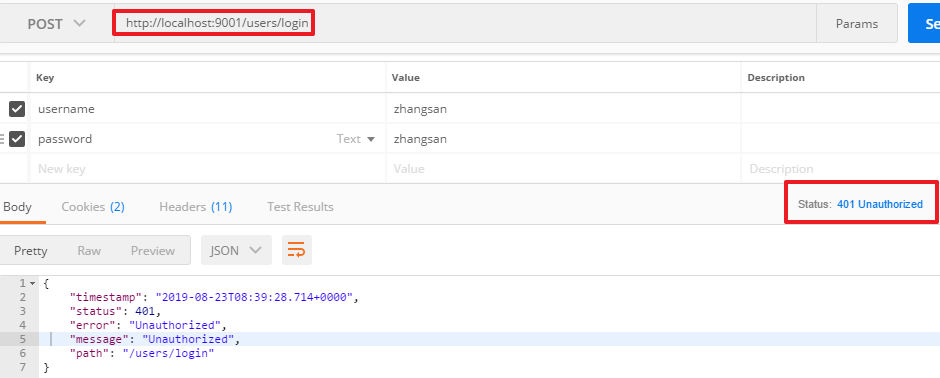 POST http://localhost:9001/users/login Params Se
Key Value Description
username zhangsan
password Text zhangsan
New key Value Description
Body Cookies (2) Headers (11) Test Results Status: 401 Unauthorized
Pretty Raw Preview JSON
1 {
2 "timestamp": "2019-08-23T08:39:28.714+0000",
3 "status": 401,
4 "error": "Unauthorized",
5 "message": "Unauthorized",
6 "path": "/users/login"
7 }